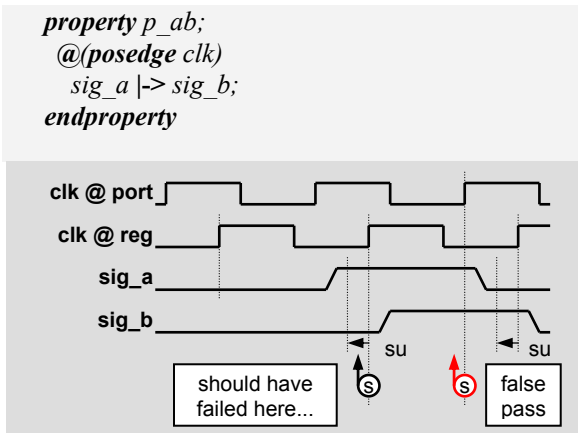 property p_ab;
@(posedge clk)
sig_a |-> sig_b;
endproperty
clk @ port
clk @ reg
sig_a
sig_b
su
su
should have
failed here...
S
S
false
pass